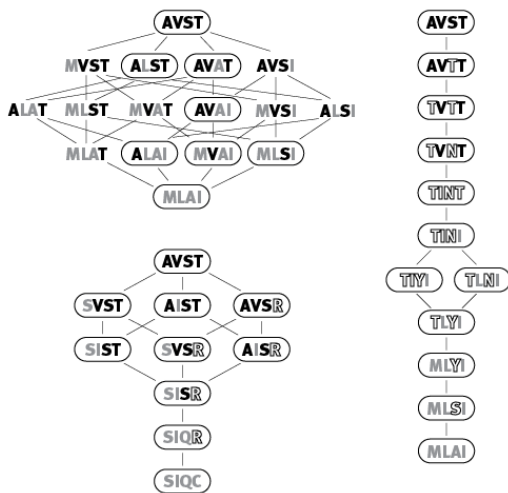 AVST
MVST ALST AVAT AVSI
ALAT MLST MVAT AVAI MVSI ALSI
MLAT ALAI MVAI MLSI
MLAI
AVST
SVST AIST AVSR
SIST SVSR AISR
SISR
SIQR
SIQC
AVST
AVTT
TVTT
TVNT
TINT
TINI
TIYI TLNI
TLYI
MLYI
MLSI
MLAI